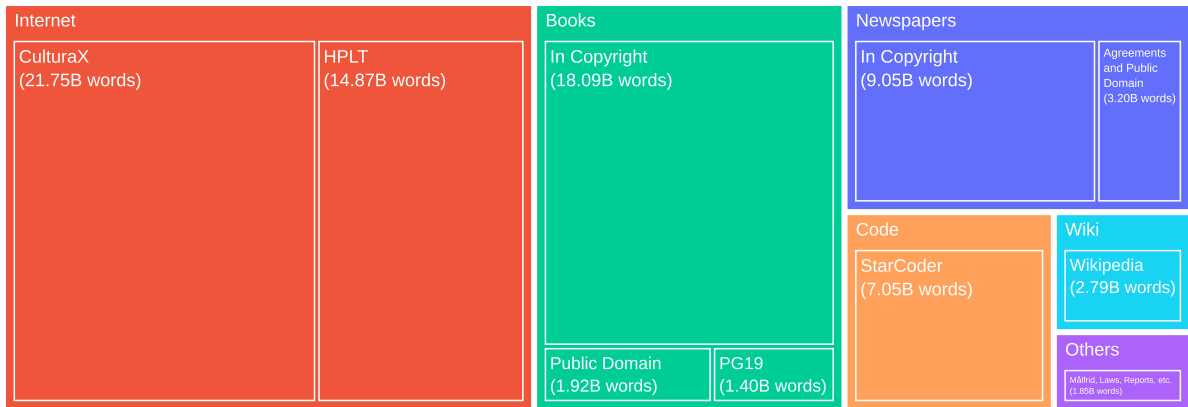 Internet
CulturaX
(21.75B words)
HPLT
(14.87B words)
Books
In Copyright
(18.09B words)
Public Domain
(1.92B words)
PG19
(1.40B words)
Newspapers
In Copyright
(9.05B words)
Agreements
and Public
Domain
(3.20B words)
Code
StarCoder
(7.05B words)
Wiki
Wikipedia
(2.79B words)
Others
Målfrid, Laws, Reports, etc.
(1.85B words)